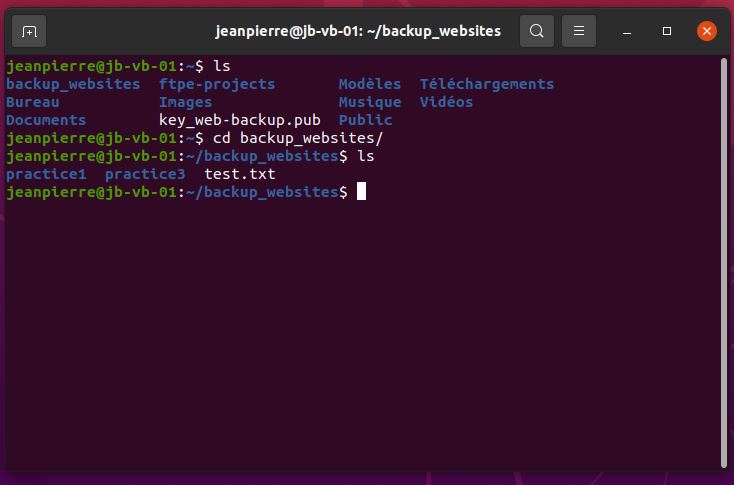 jeanpierre@jb-vb-01: ~/backup_websites
jeanpierre@jb-vb-01:~$ ls
backup_websites  ftpe-projects       Modèles  Téléchargements
Bureau           Images              Musique  Vidéos
Documents        key_web-backup.pub  Public
jeanpierre@jb-vb-01:~$ cd backup_websites/
jeanpierre@jb-vb-01:~/backup_websites$ ls
practice1  practice3  test.txt
jeanpierre@jb-vb-01:~/backup_websites$